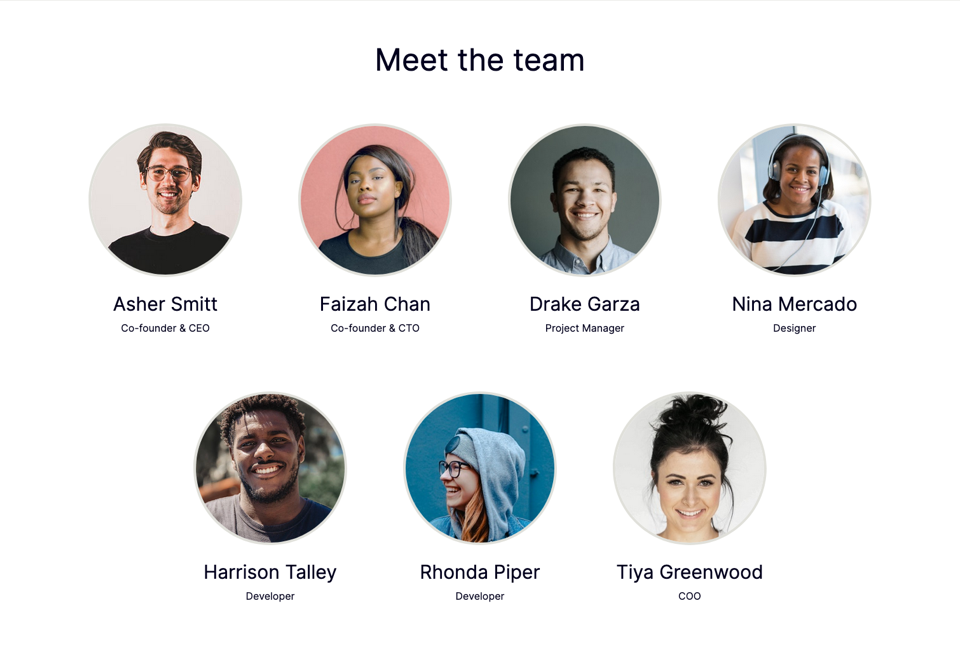 Meet the team
Asher Smitt
Faizah Chan
Drake Garza
Nina Mercado
Co-founder & CEO
Co-founder & CTO
Project Manager
Designer
Harrison Talley
Rhonda Piper
Tiya Greenwood
Developer
Developer
COO